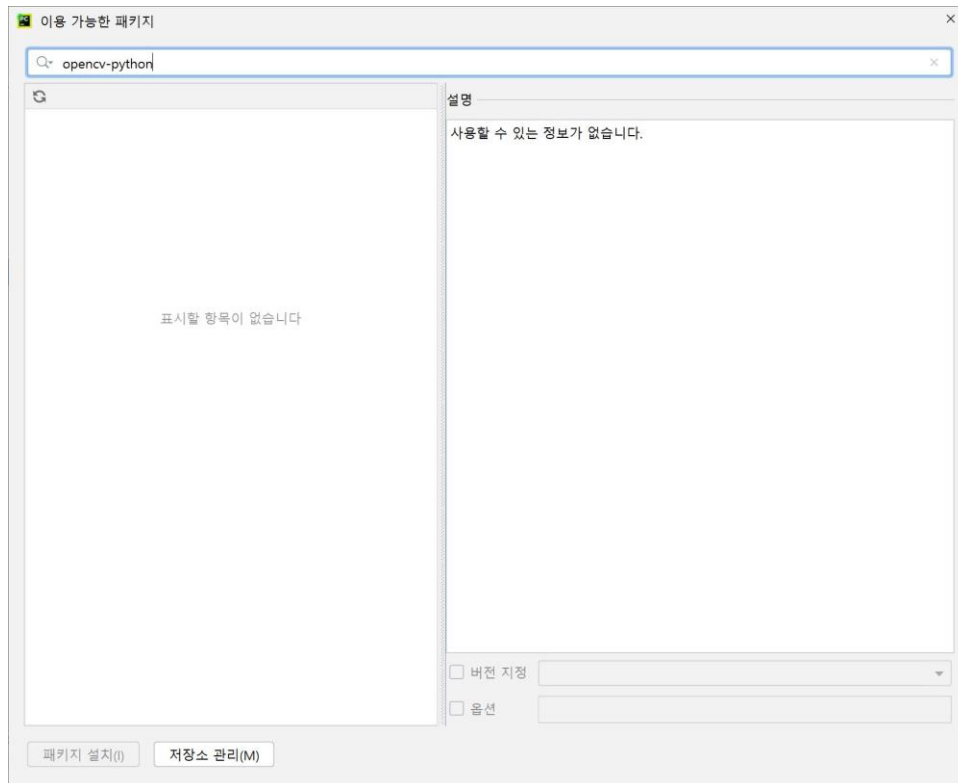 이용 가능한 패키지
opencv-python
설명
사용할 수 있는 정보가 없습니다.
표시할 항목이 없습니다
버전 지정
옵션
패키지 설치(I)
저장소 관리(M)